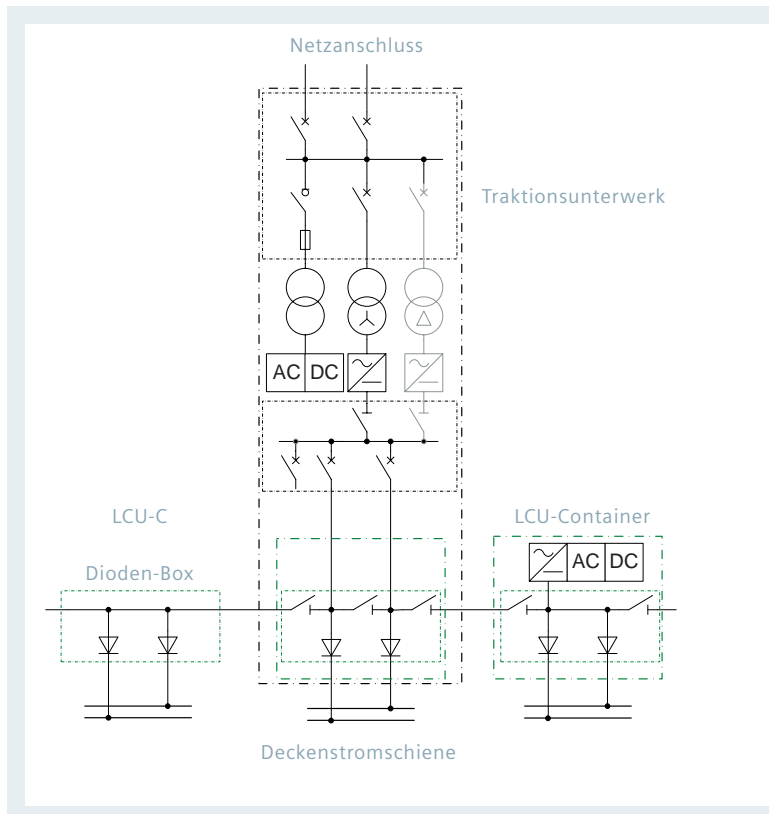 Netzanschluss
Traktionsunterwerk
AC DC
LCU-C
LCU-Container
AC DC
Dioden-Box
Deckenstromschiene